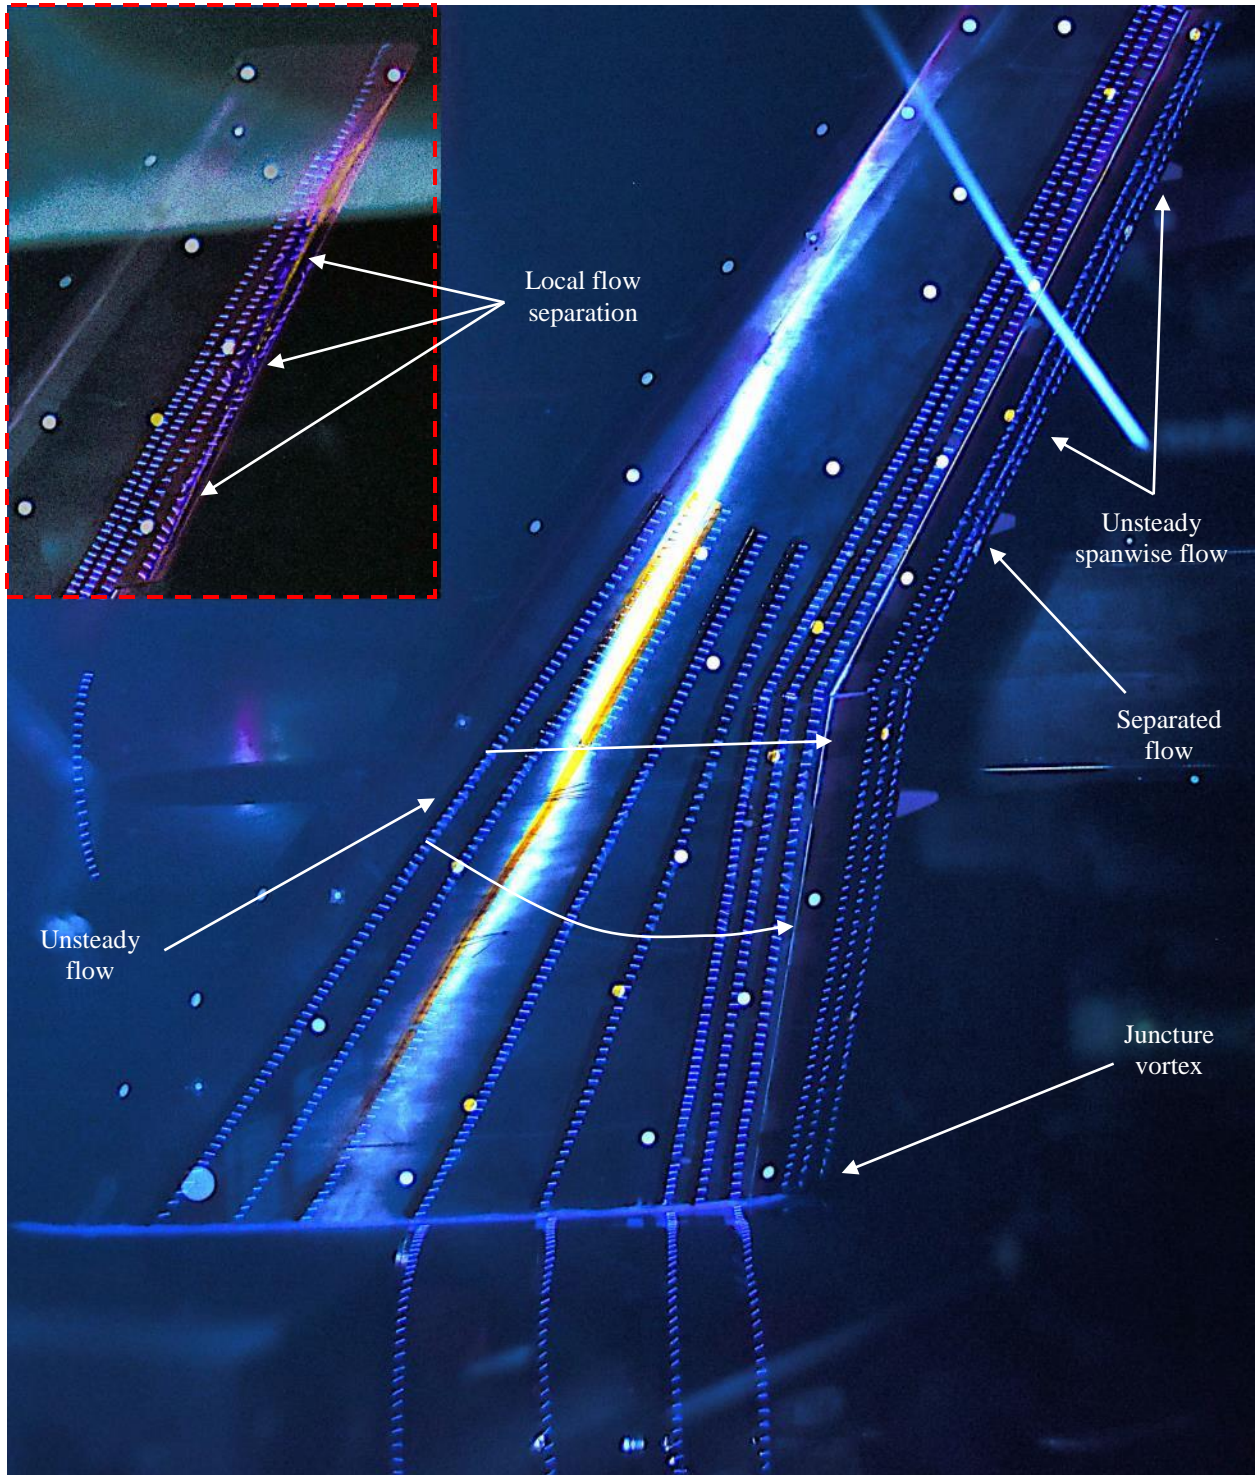 Local flow
separation
Unsteady
spanwise flow
Separated
flow
Unsteady
flow
Juncture
vortex